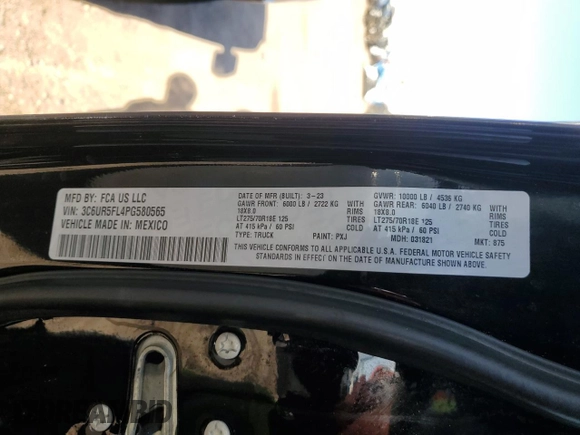 MFD BY: FCA US LLC
VIN: 3C6UR5FL4PG580565
VEHICLE MADE IN: MEXICO
DATE OF MFR (BUILT): 3-23
GAWR FRONT: 6000 LB / 2722 KG WITH
18X8.0 RIMS
LT275/70R18E 125
AT 415 kPa / 60 PSI COLD
TYPE: TRUCK PAINT: PXJ
GVWR: 10000 LB / 4536 KG
GAWR REAR: 6040 LB / 2740 KG WITH
18X8.0 RIMS
LT275/70R18E 125
AT 415 kPa / 60 PSI COLD
MDH: 031821 MKT: B75
THIS VEHICLE CONFORMS TO ALL APPLICABLE U.S.A. FEDERAL MOTOR VEHICLE SAFETY
STANDARDS IN EFFECT ON THE DATE OF MANUFACTURE SHOWN ABOVE.